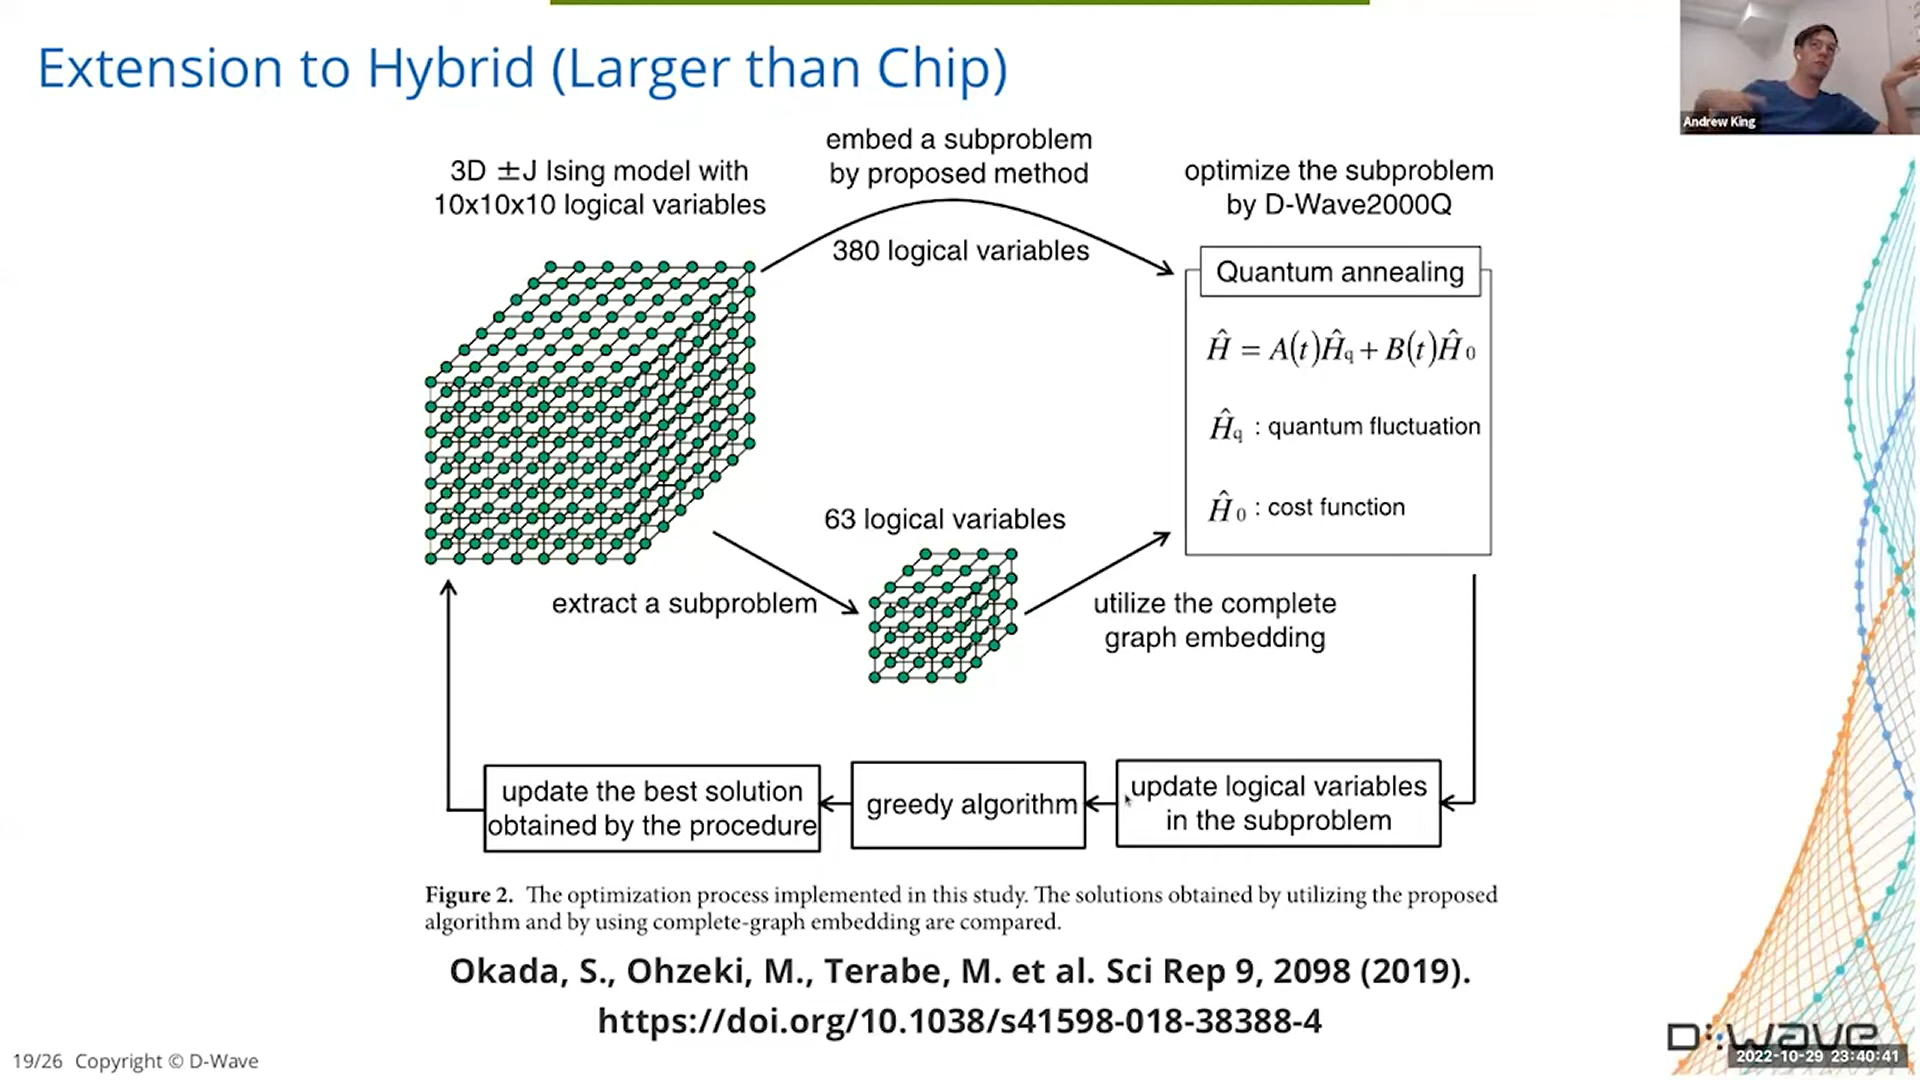 Extension to Hybrid (Larger than Chip)
Andrew King
3D ±J Ising model with
10x10x10 logical variables
embed a subproblem
by proposed method
380 logical variables
optimize the subproblem
by D-Wave2000Q
Quantum annealing
Ĥ = A(t)Ĥq + B(t)Ĥ0
Ĥq : quantum fluctuation
Ĥ0 : cost function
63 logical variables
extract a subproblem
utilize the complete
graph embedding
update the best solution
obtained by the procedure
greedy algorithm
update logical variables
in the subproblem
Figure 2. The optimization process implemented in this study. The solutions obtained by utilizing the proposed
algorithm and by using complete-graph embedding are compared.
Okada, S., Ohzeki, M., Terabe, M. et al. Sci Rep 9, 2098 (2019).
https://doi.org/10.1038/s41598-018-38388-4
19/26 Copyright © D-Wave
D:wave
2022-10-29 23:40:41